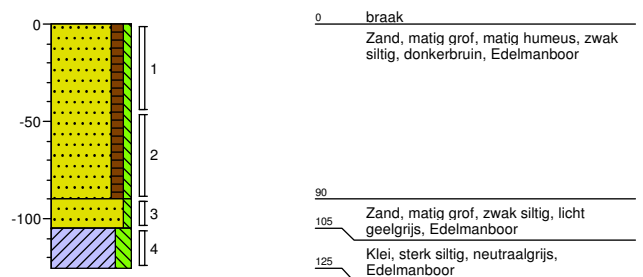 0
1
-50
2
3
-100
4
0 braak
Zand, matig grof, matig humeus, zwak
siltig, donkerbruin, Edelmanboor
90
Zand, matig grof, zwak siltig, licht
105
geelgrijs, Edelmanboor
Klei, sterk siltig, neutraalgrijs,
125
Edelmanboor